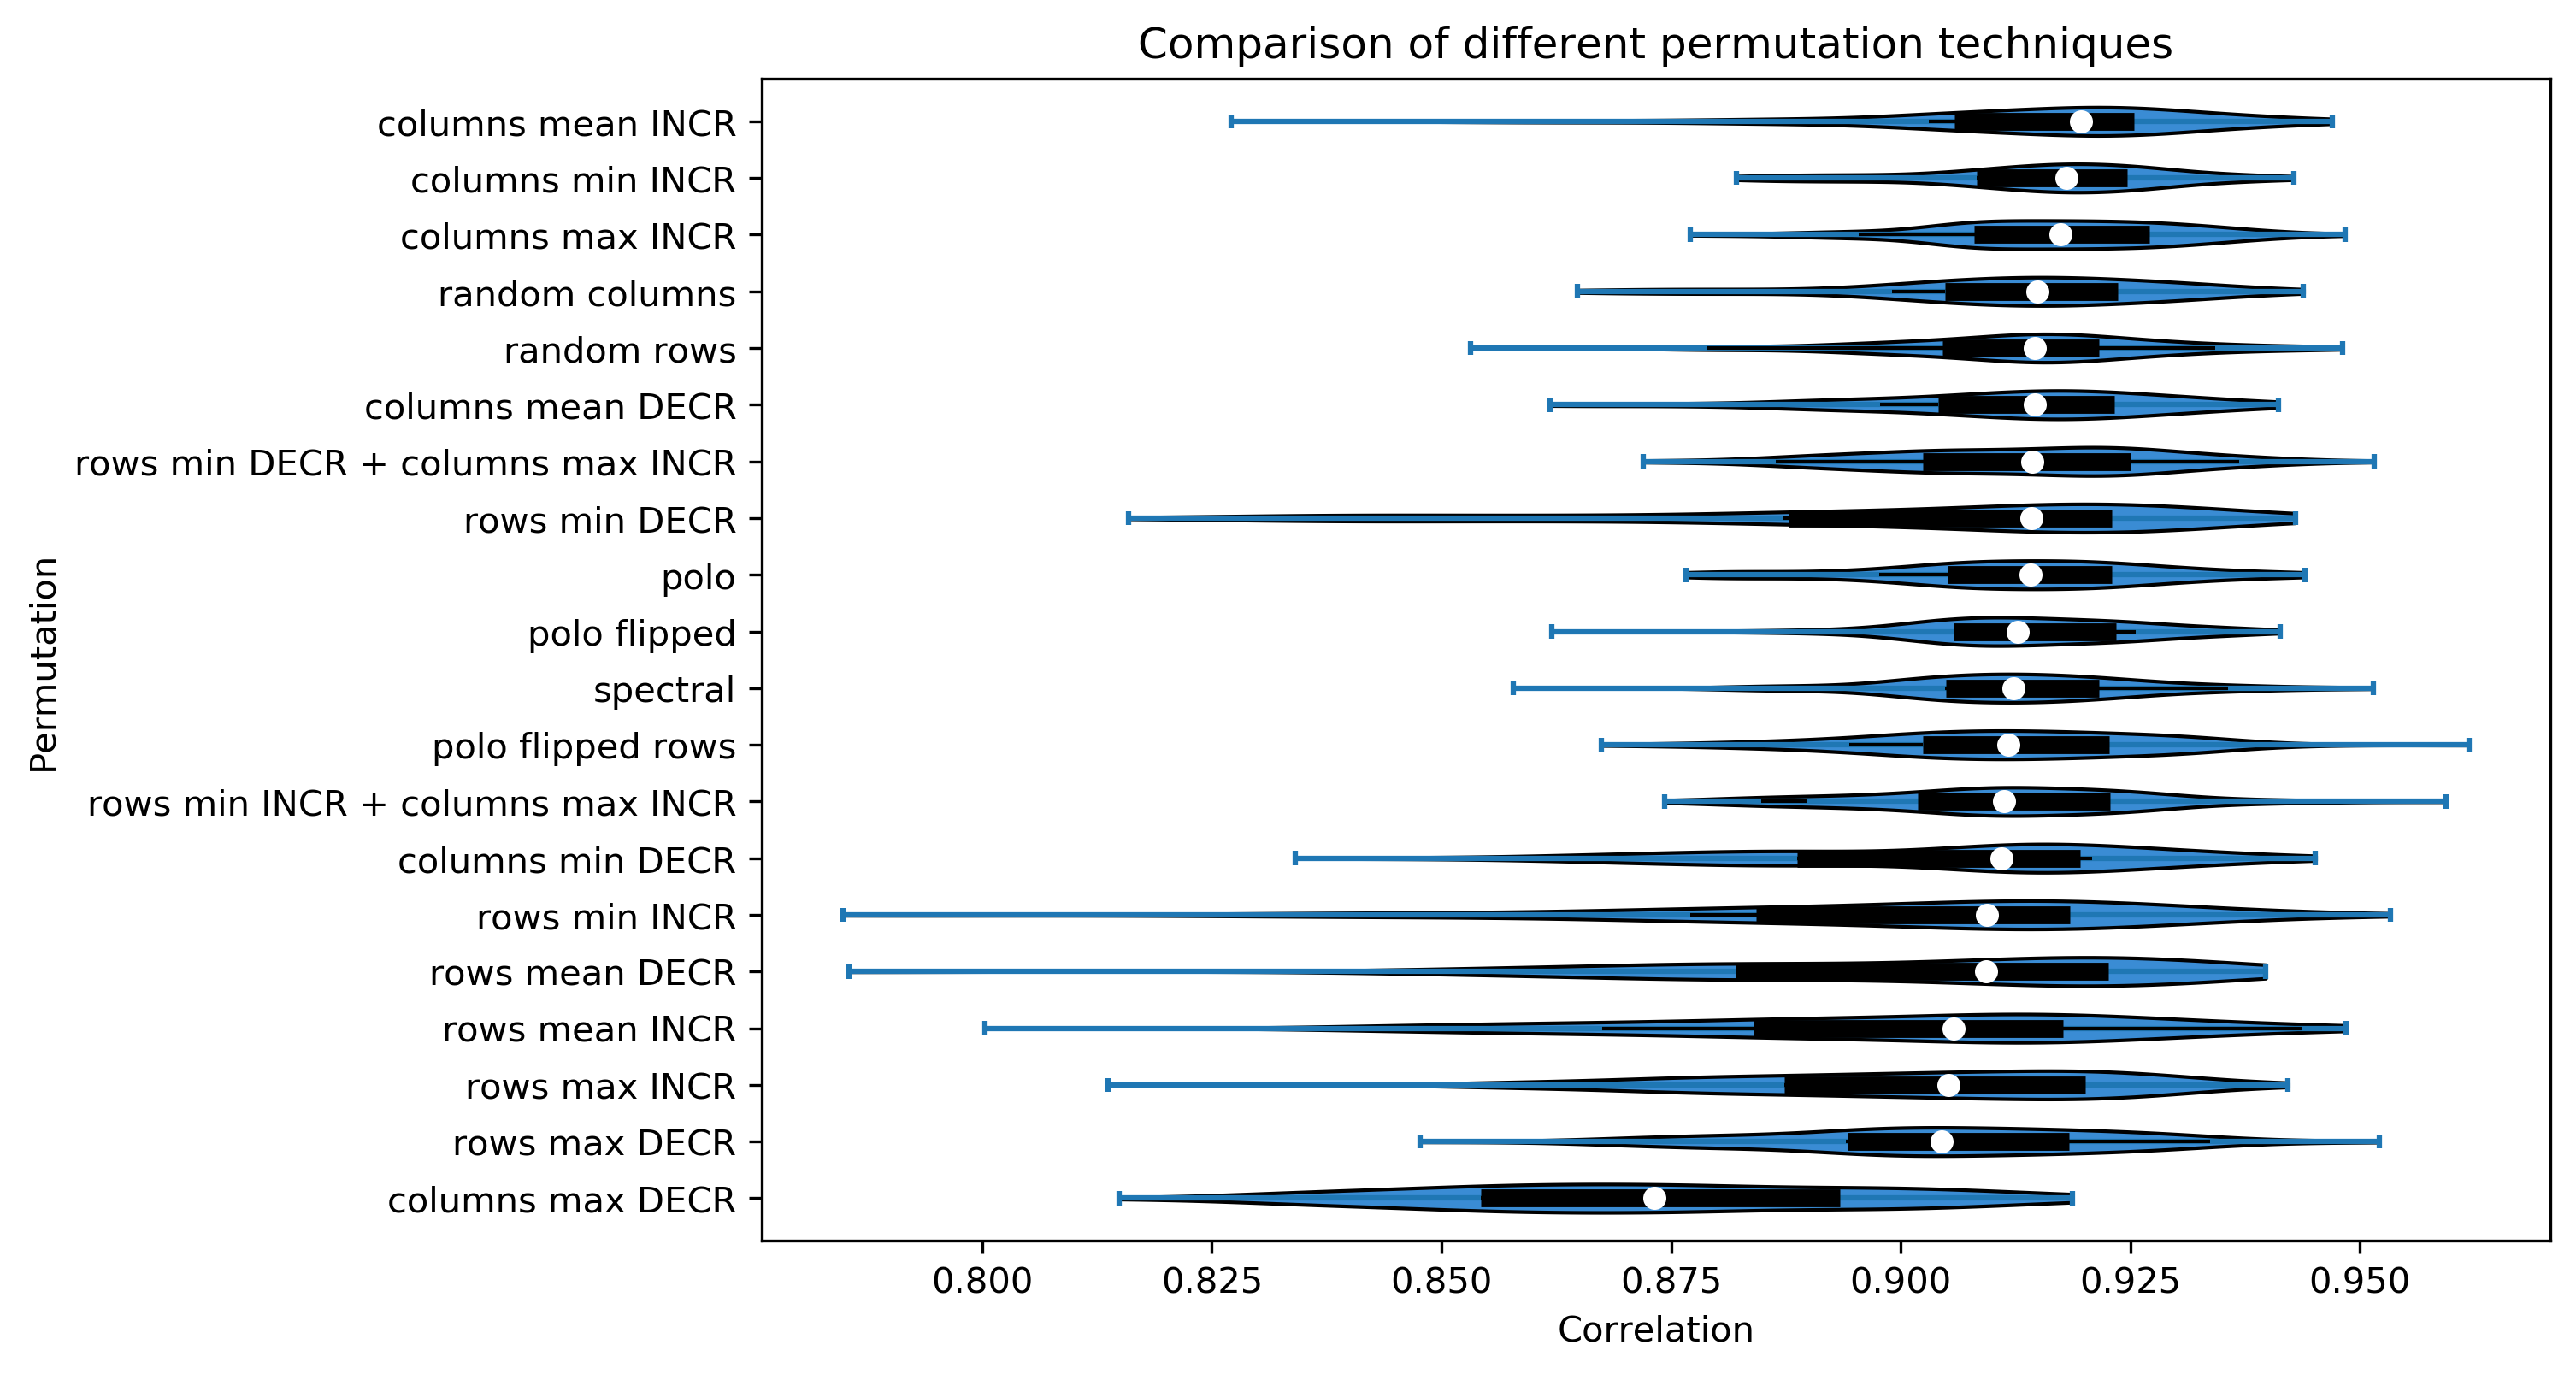 Comparison of different permutation techniques
Permutation
columns mean INCR
columns min INCR
columns max INCR
random columns
random rows
columns mean DECR
rows min DECR + columns max INCR
rows min DECR
polo
polo flipped
spectral
polo flipped rows
rows min INCR + columns max INCR
columns min DECR
rows min INCR
rows mean DECR
rows mean INCR
rows max INCR
rows max DECR
columns max DECR
0.800 0.825 0.850 0.875 0.900 0.925 0.950
Correlation